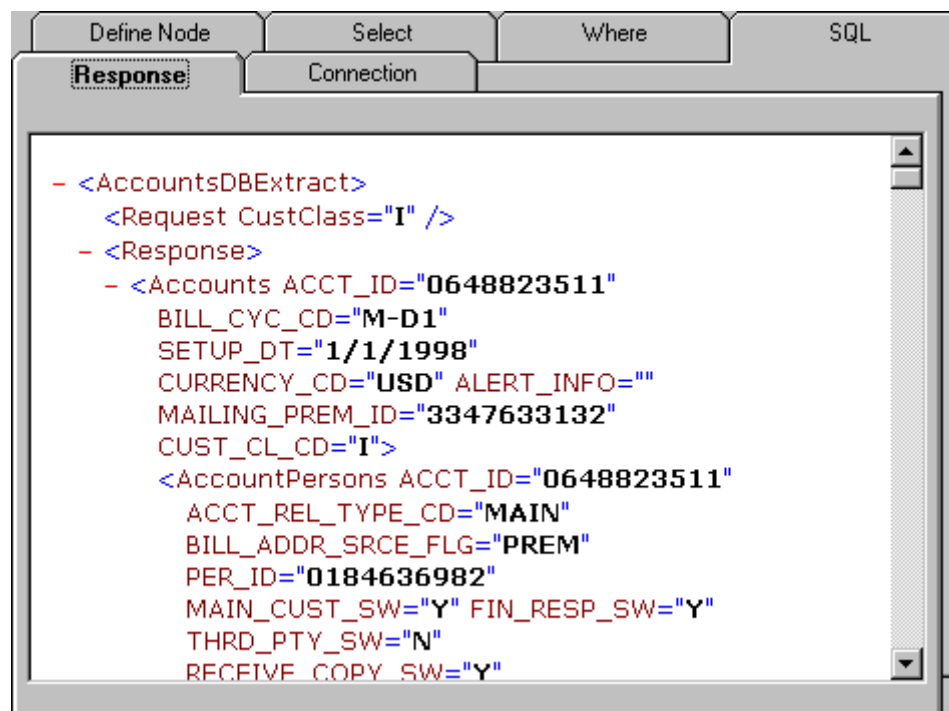 Define Node Select Where SQL
Response Connection
- <AccountsDBExtract>
<Request CustClass="I" />
- <Response>
- <Accounts ACCT_ID="0648823511"
BILL_CYC_CD="M-D1"
SETUP_DT="1/1/1998"
CURRENCY_CD="USD" ALERT_INFO=""
MAILING_PREM_ID="3347633132"
CUST_CL_CD="I">
<AccountPersons ACCT_ID="0648823511"
ACCT_REL_TYPE_CD="MAIN"
BILL_ADDR_SRCE_FLG="PREM"
PER_ID="0184636982"
MAIN_CUST_SW="Y" FIN_RESP_SW="Y"
THRD_PTY_SW="N"
RECEIVE_COPY_SW="Y"